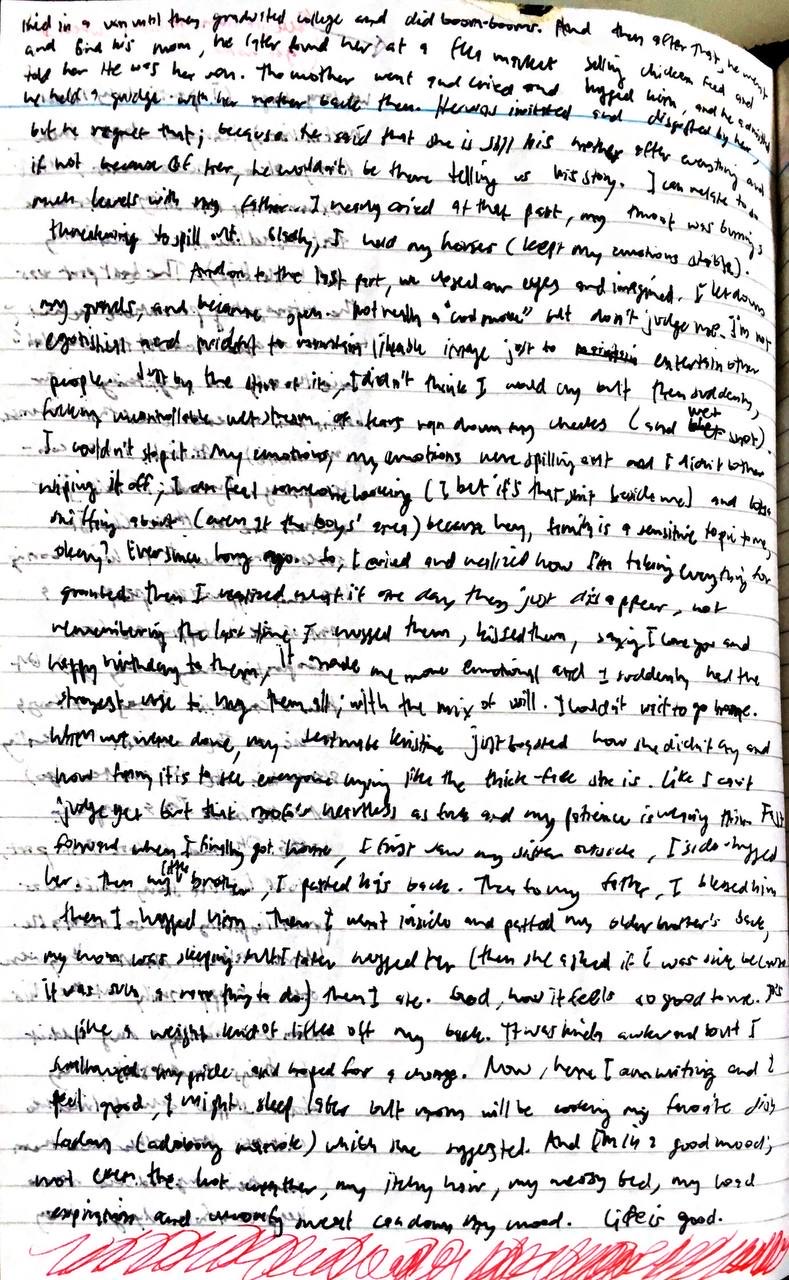 lived in a van until they graduated college and did boom-booms. And then after that, he went
and find his mom, he later found her at a flea market selling chicken feed and
told her He was her son. The mother went and cried and hugged him, and he admitted
he held a grudge with her mother back then. He was irritated and disgusted by her,
but he regret that; because he said that she is still his mother after everything and
if not because OF her, he wouldn't be there telling us his story. I can relate to so
much levels with my father. I nearly cried at that part, my throat was burning &
threatening to spill out. Gladly, I hold my horses (kept my emotions stable).
And on to the last part, we closed our eyes and imagined. I let down
my guards and became open. Not really a "cool move" but don't judge me. I'm not
egotistical and prideful to maintain likeable image just to entertain other
people. Just by the start of it, I didn't think I would cry but then suddenly,
fucking uncontrollable wet stream of tears ran down my cheeks (and wet snot).
I couldn't stop it. My emotions, my emotions were spilling out and I didn't bother
wiping it off; I can feel someone looking (I bet it's that shit beside me) and
sniffing about (even at the boys' area) because hey, family is a sensitive topic to me,
okay? Ever since long ago. So, I cried and realized how I'm taking everything for
granted. Then I realized what if one day they just disappear, not
remembering the last time I hugged them, kissed them, saying I love you and
happy birthday to them, It made me more emotional and I suddenly had the
strongest urge to hug them all; with the mix of will. I couldn't wait to go home.
When we were done, my seatmate Kristine just boasted how she didn't cry and
how funny it is to see everyone crying like the thick-face she is. Like I can't
judge yet but that is heartless as fuck and my patience is wearing thin. Fast
forward when I finally got home, I first saw my sister outside, I side-hugged
her. Then my little brother, I patted his back. Then to my father, I blessed him
then I hugged him. Then I went inside and patted my older brother's back,
my mom was sleeping but I later hugged her (then she asked if I was sick because
it was such a rare thing to do) then I ate. God, how it feels so good to me. It's
like a weight kind of lifted off my back. It was kinda awkward but I
swallowed my pride and hoped for a change. Now, here I am writing and I
feel good, I might sleep later but mom will be cooking my favorite dish
today (adobong manok) which she suggested. And I'm in a good mood;
not even the hot weather, my itchy hair, my messy bed, my
and sweat can down my mood. Life is good.